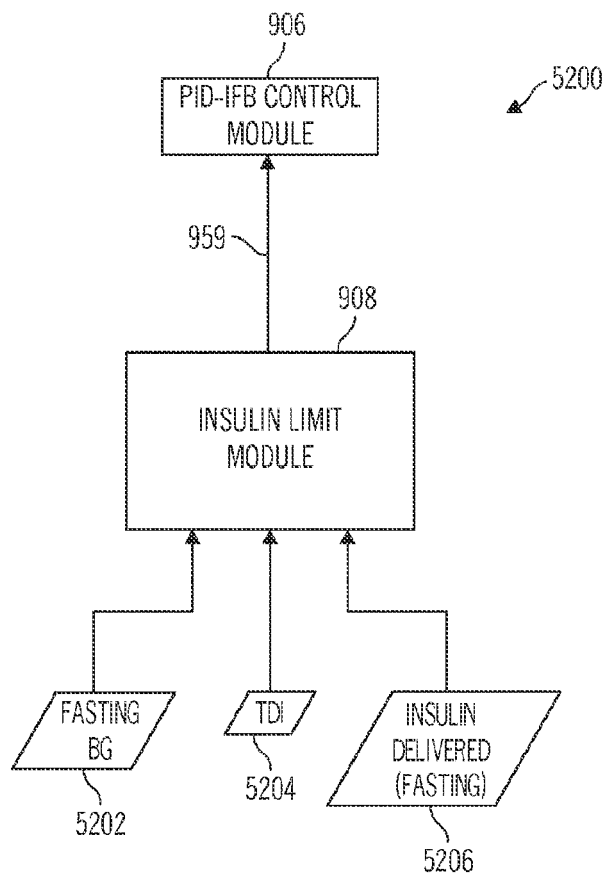 906
5200
PID-IFB CONTROL
MODULE
959
908
INSULIN LIMIT
MODULE
FASTING
BG
5202
TDI
5204
INSULIN
DELIVERED
(FASTING)
5206